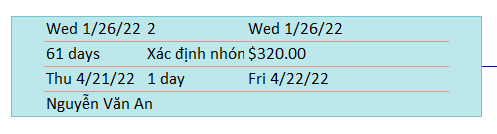 Wed 1/26/22 2 Wed 1/26/22
61 days Xác định nhón $320.00
Thu 4/21/22 1 day Fri 4/22/22
Nguyễn Văn An